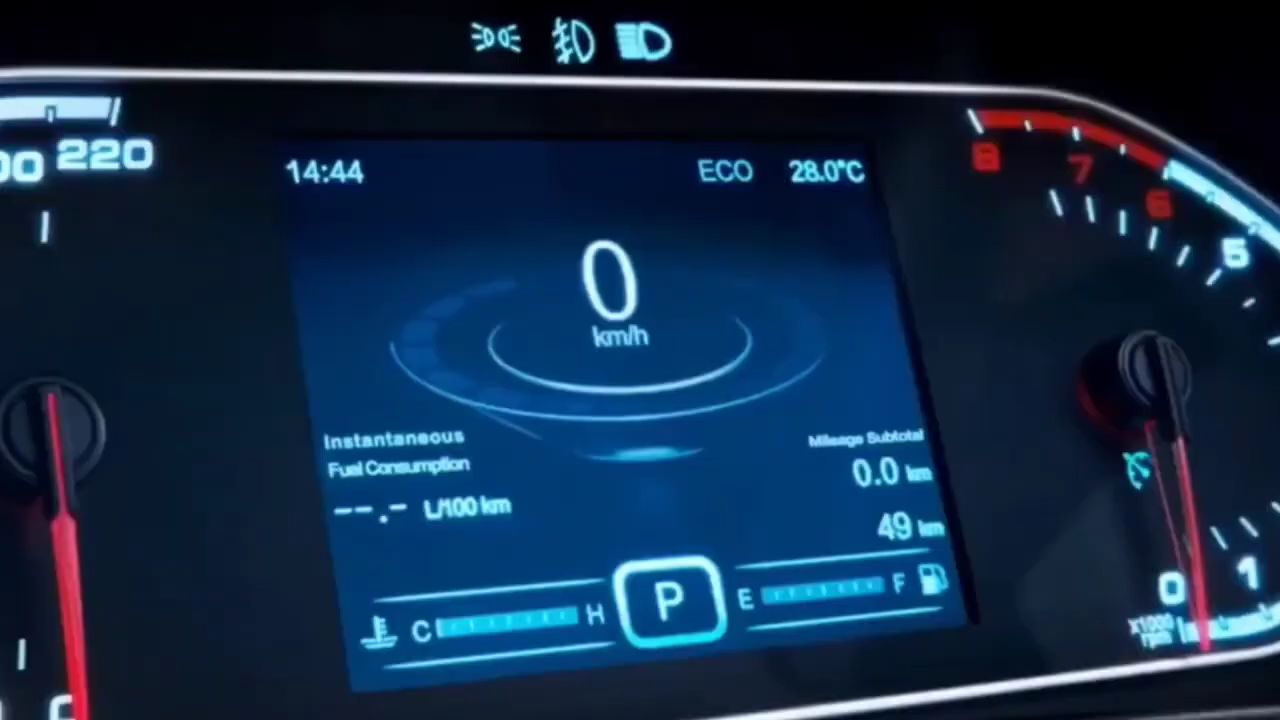 220
14:44
ECO
28.0°C
8
7
6
5
0
km/h
Instantaneous
Fuel Consumption
--.- L/100 km
Mileage Subtotal
0.0 km
49 km
C
H
P
E
F
0
1
x1000
rpm